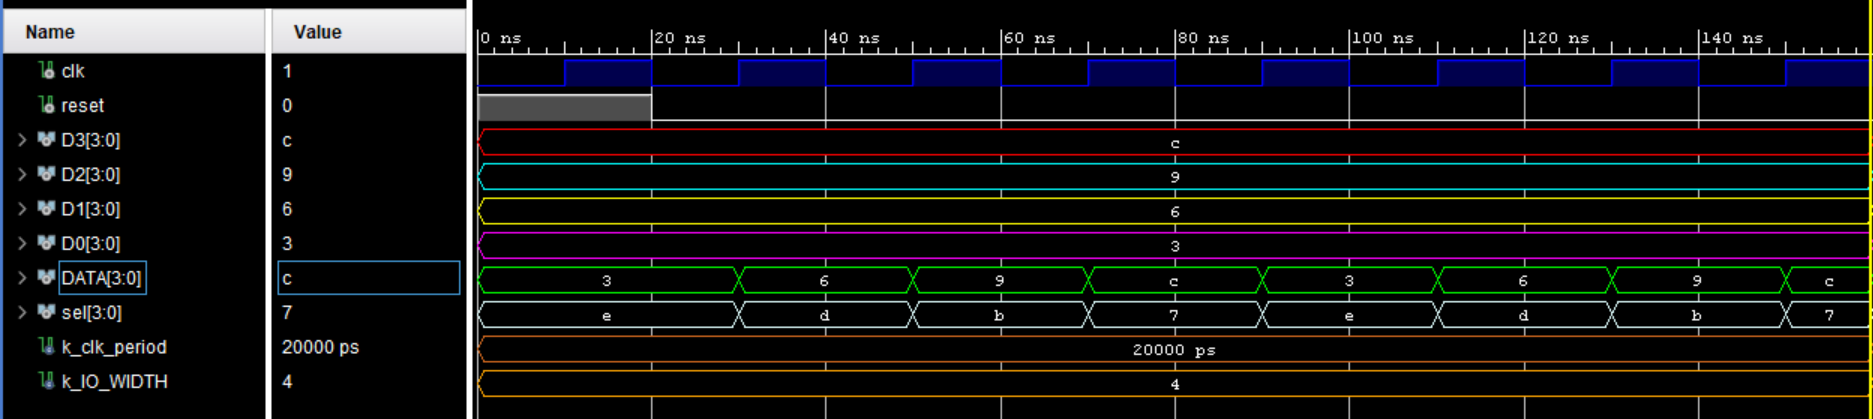 Name Value 0 ns 20 ns 40 ns 60 ns 80 ns 100 ns 120 ns 140 ns
clk 1
reset 0
D3[3:0] c c
D2[3:0] 9 9
D1[3:0] 6 6
D0[3:0] 3 3
DATA[3:0] c 3 6 9 c 3 6 9 c
sel[3:0] 7 e d b 7 e d b 7
k_clk_period 20000 ps 20000 ps
k_IO_WIDTH 4 4